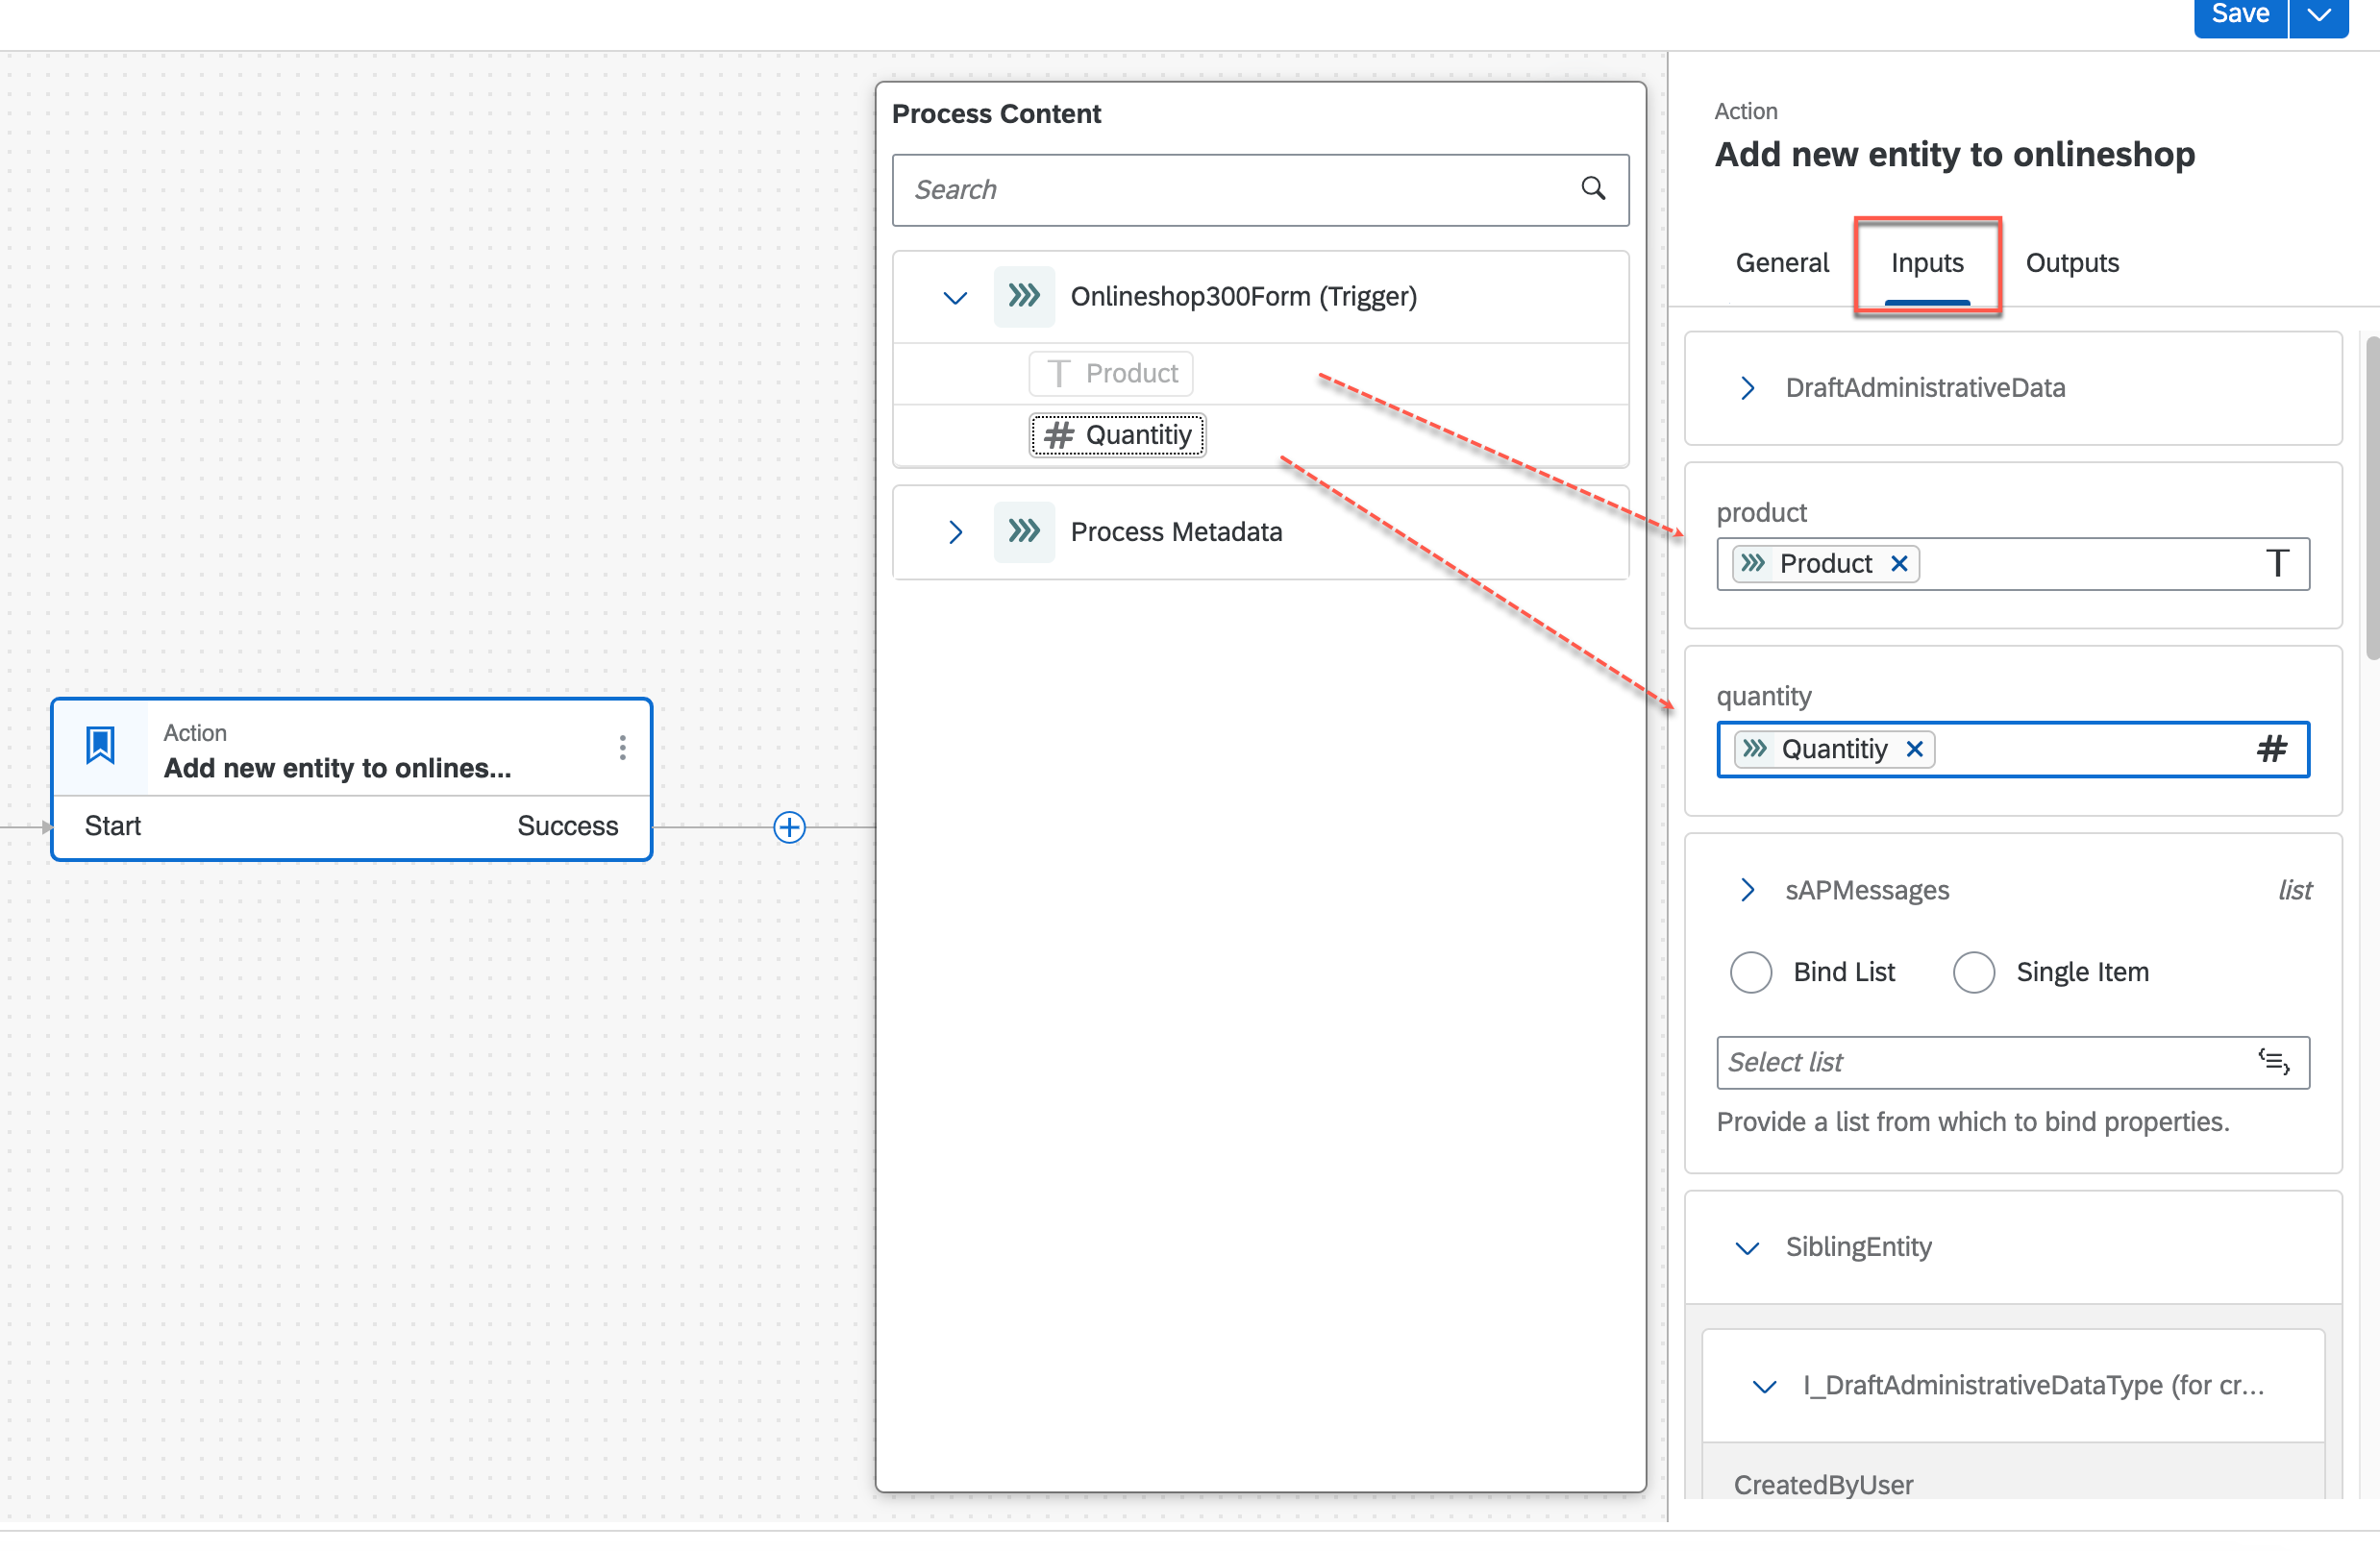 Save
Process Content
Search
Onlineshop300Form (Trigger)
T Product
# Quantitiy
Process Metadata
Action
Add new entity to onlines...
Start Success
Action
Add new entity to onlineshop
General Inputs Outputs
DraftAdministrativeData
product
Product T
quantity
Quantitiy #
sAPMessages list
Bind List Single Item
Select list
Provide a list from which to bind properties.
SiblingEntity
I_DraftAdministrativeDataType (for cr...
CreatedByUser